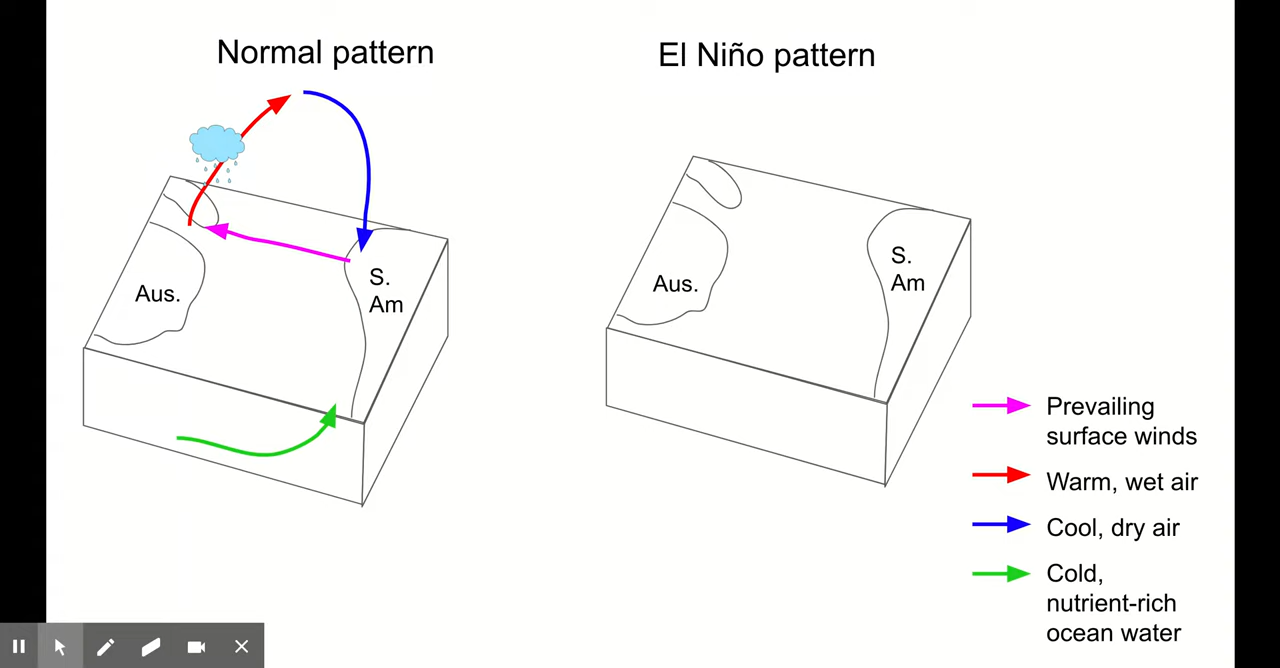 Normal pattern
El Niño pattern
Aus.
S.
Am
Aus.
S.
Am
Prevailing
surface winds
Warm, wet air
Cool, dry air
Cold,
nutrient-rich
ocean water